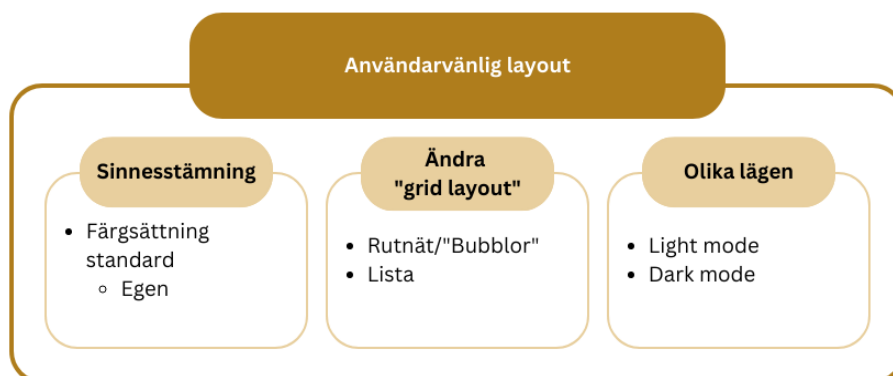 Användarvänlig layout
Sinnesstämning
• Färgsättning
standard
◦ Egen
Ändra
"grid layout"
• Rutnät/"Bubblor"
• Lista
Olika lägen
• Light mode
• Dark mode